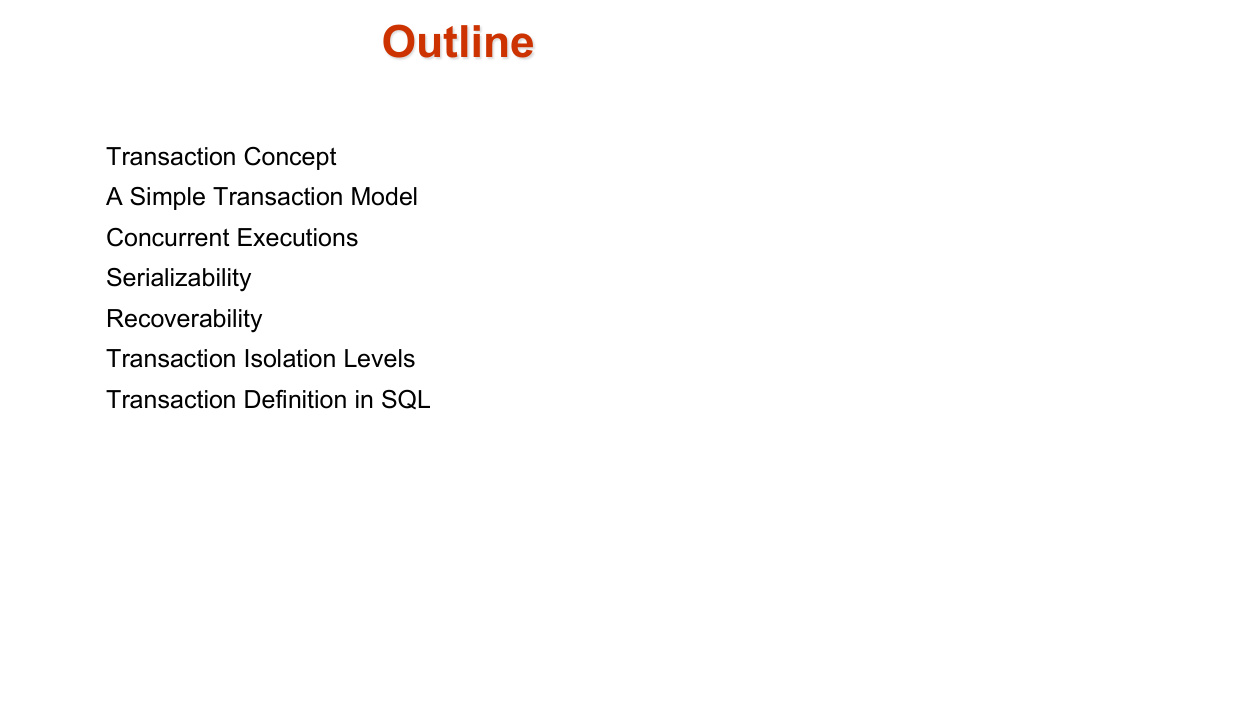 Outline
Transaction Concept
A Simple Transaction Model
Concurrent Executions
Serializability
Recoverability
Transaction Isolation Levels
Transaction Definition in SQL